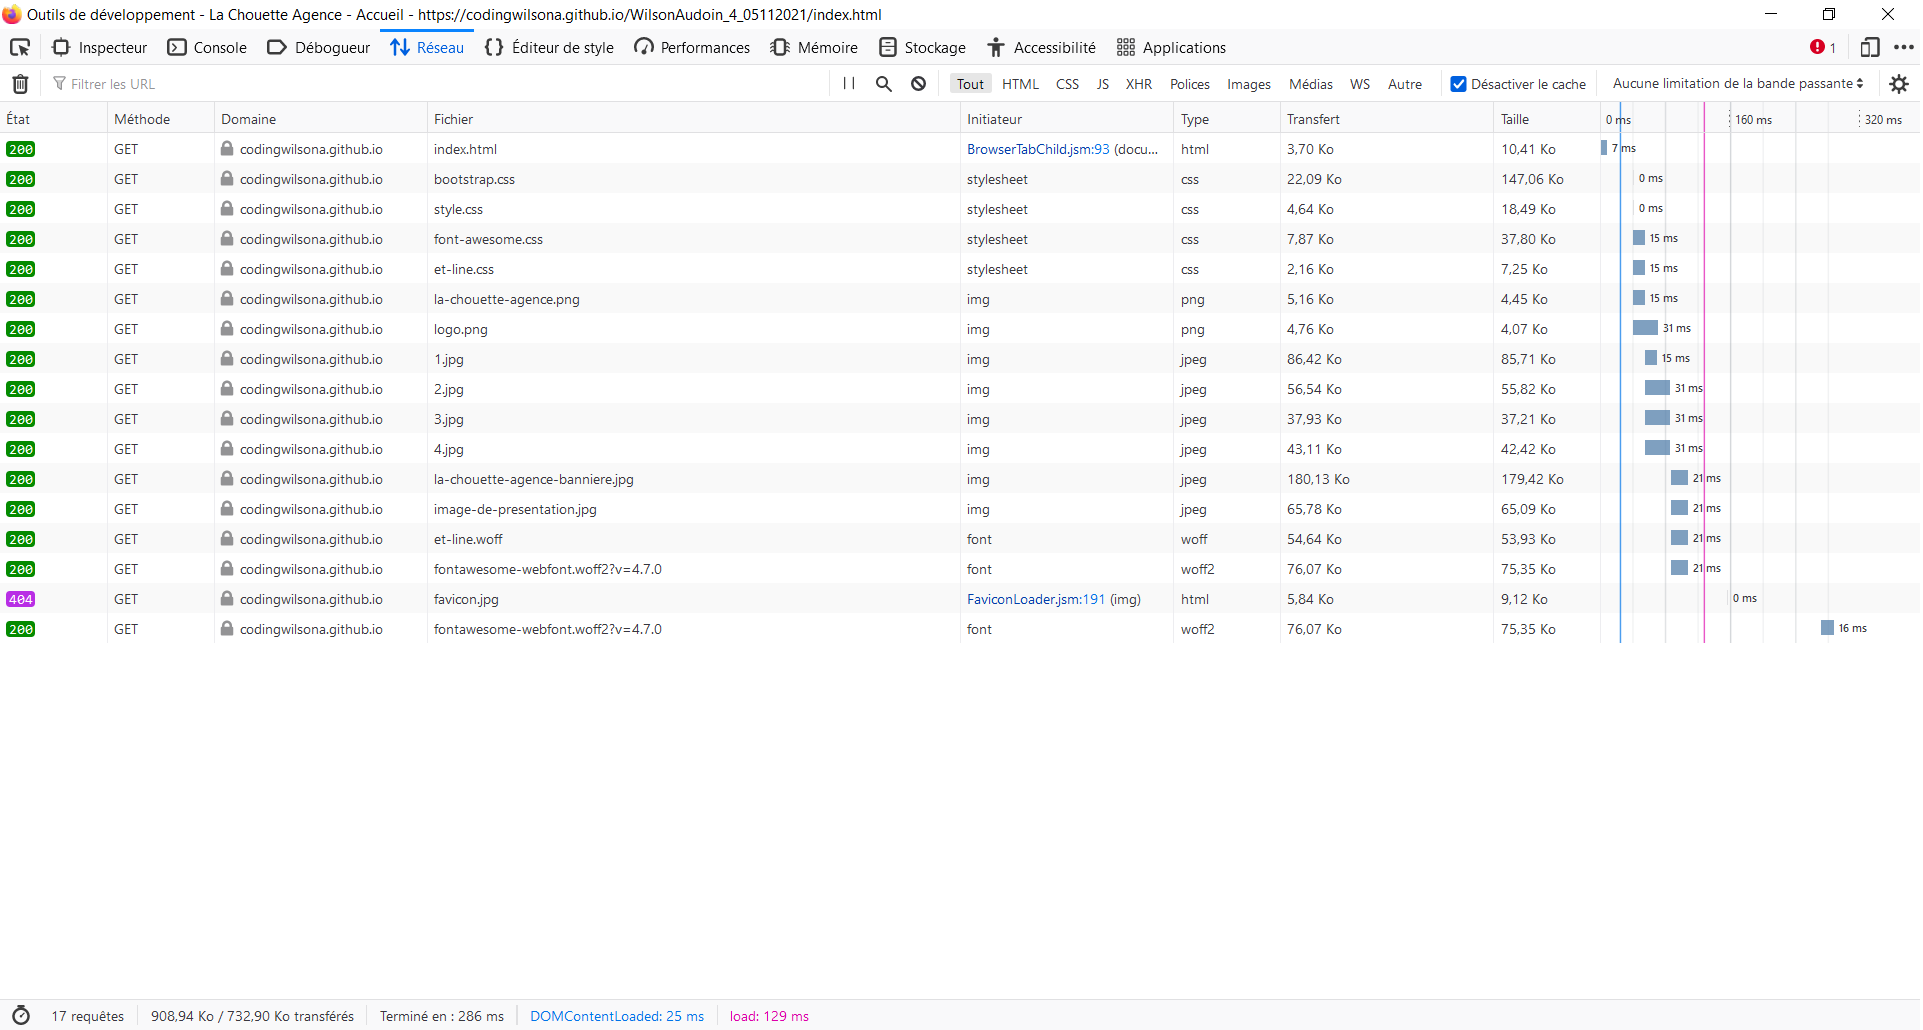 Outils de développement - La Chouette Agence - Accueil - https://codingwilsona.github.io/WilsonAudoin_4_05112021/index.html
Inspecteur Console Débogueur Réseau Éditeur de style Performances Mémoire Stockage Accessibilité Applications 1
Filtrer les URL Tout HTML CSS JS XHR Polices Images Médias WS Autre Désactiver le cache Aucune limitation de la bande passante
État Méthode Domaine Fichier Initiateur Type Transfert Taille 0 ms 160 ms 320 ms
200 GET codingwilsona.github.io index.html BrowserTabChild.jsm:93 (docu... html 3,70 Ko 10,41 Ko 7 ms
200 GET codingwilsona.github.io bootstrap.css stylesheet css 22,09 Ko 147,06 Ko 0 ms
200 GET codingwilsona.github.io style.css stylesheet css 4,64 Ko 18,49 Ko 0 ms
200 GET codingwilsona.github.io font-awesome.css stylesheet css 7,87 Ko 37,80 Ko 15 ms
200 GET codingwilsona.github.io et-line.css stylesheet css 2,16 Ko 7,25 Ko 15 ms
200 GET codingwilsona.github.io la-chouette-agence.png img png 5,16 Ko 4,45 Ko 15 ms
200 GET codingwilsona.github.io logo.png img png 4,76 Ko 4,07 Ko 31 ms
200 GET codingwilsona.github.io 1.jpg img jpeg 86,42 Ko 85,71 Ko 15 ms
200 GET codingwilsona.github.io 2.jpg img jpeg 56,54 Ko 55,82 Ko 31 ms
200 GET codingwilsona.github.io 3.jpg img jpeg 37,93 Ko 37,21 Ko 31 ms
200 GET codingwilsona.github.io 4.jpg img jpeg 43,11 Ko 42,42 Ko 31 ms
200 GET codingwilsona.github.io la-chouette-agence-banniere.jpg img jpeg 180,13 Ko 179,42 Ko 21 ms
200 GET codingwilsona.github.io image-de-presentation.jpg img jpeg 65,78 Ko 65,09 Ko 21 ms
200 GET codingwilsona.github.io et-line.woff font woff 54,64 Ko 53,93 Ko 21 ms
200 GET codingwilsona.github.io fontawesome-webfont.woff2?v=4.7.0 font woff2 76,07 Ko 75,35 Ko 21 ms
404 GET codingwilsona.github.io favicon.jpg FaviconLoader.jsm:191 (img) html 5,84 Ko 9,12 Ko 0 ms
200 GET codingwilsona.github.io fontawesome-webfont.woff2?v=4.7.0 font woff2 76,07 Ko 75,35 Ko 16 ms
17 requêtes 908,94 Ko / 732,90 Ko transférés Terminé en : 286 ms DOMContentLoaded: 25 ms load: 129 ms